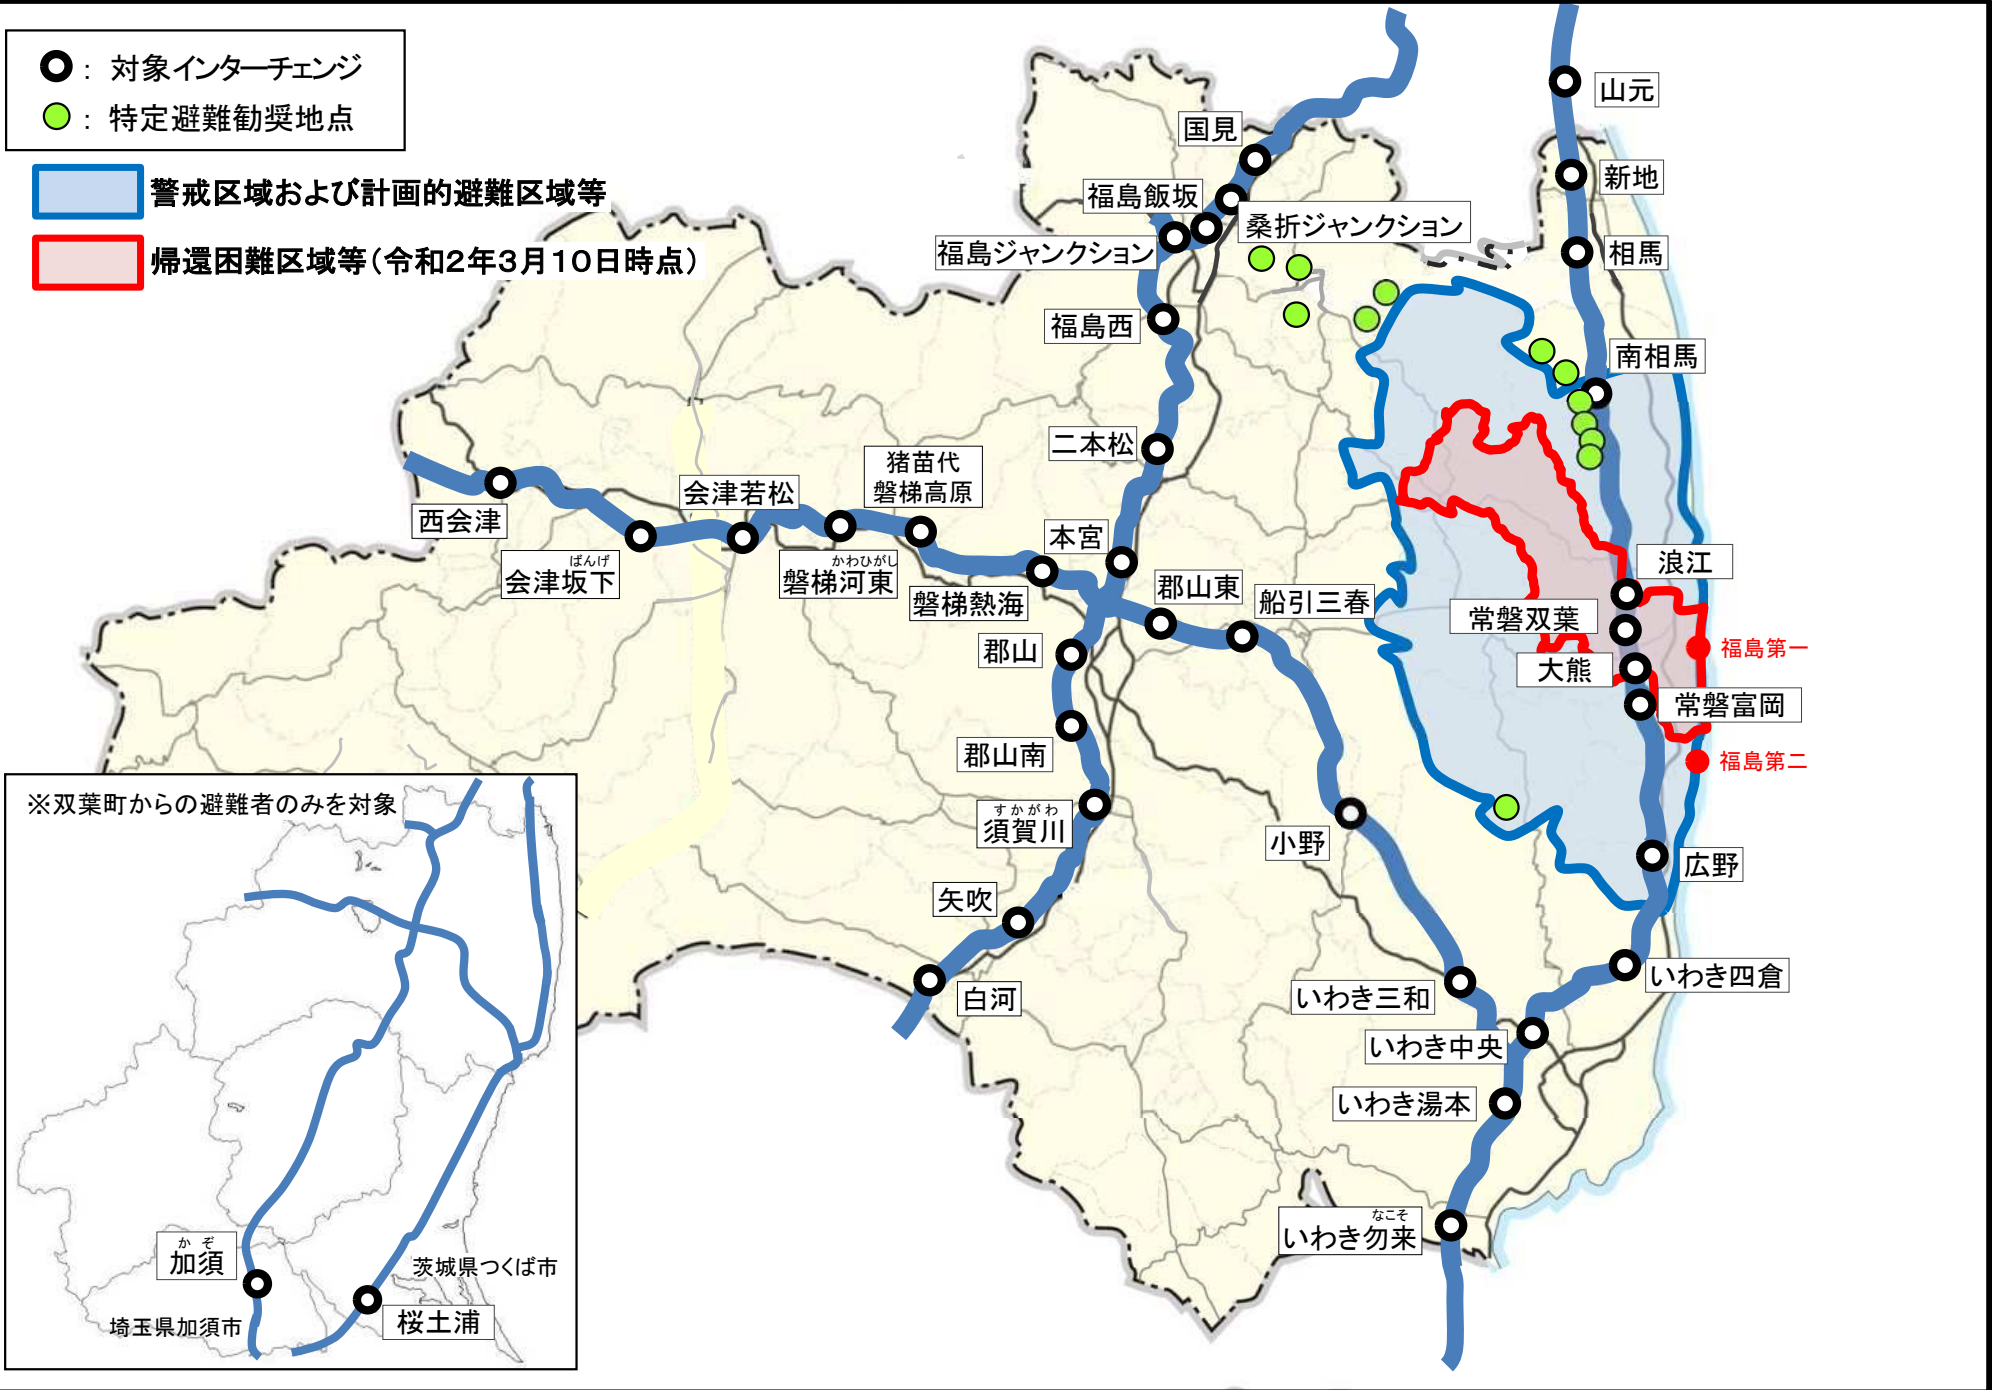 ：対象インターチェンジ
：特定避難勧奨地点
警戒区域および計画的避難区域等
帰還困難区域等（令和2年3月10日時点）
山元
国見
新地
福島飯坂
桑折ジャンクション
福島ジャンクション
相馬
福島西
南相馬
二本松
猪苗代
磐梯高原
会津若松
西会津
本宮
浪江
ばんげ
会津坂下
かわひがし
磐梯河東
磐梯熱海
郡山東
船引三春
常磐双葉
郡山
福島第一
大熊
常磐富岡
郡山南
福島第二
すかがわ
須賀川
小野
広野
矢吹
白河
いわき三和
いわき四倉
いわき中央
いわき湯本
なこそ
いわき勿来
※双葉町からの避難者のみを対象
かぞ
加須
埼玉県加須市
茨城県つくば市
桜土浦